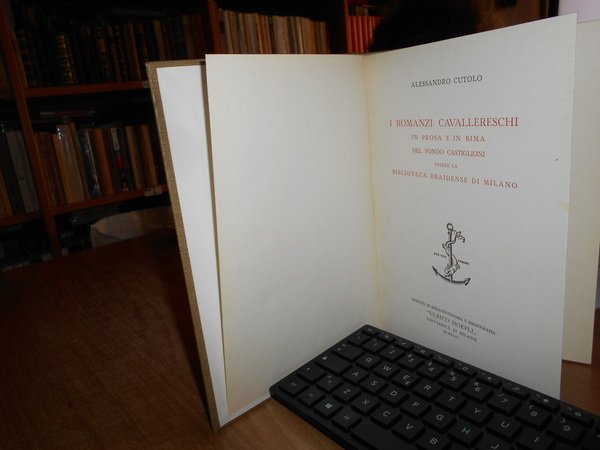 ALESSANDRO CUTOLO
I ROMANZI CAVALLERESCHI
IN PROSA E IN RIMA
DEL FONDO CASTIGLIONI
PRESSO LA
BIBLIOTECA BRAIDENSE DI MILANO
ISTITUTO DI BIBLIOTECONOMIA E BIBLIOGRAFIA
"ULRICO HOEPLI"
UNIVERSITÀ DI MILANO